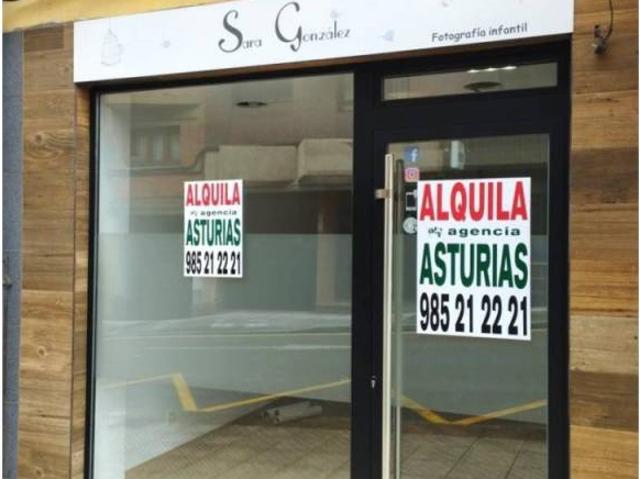 Sara González
Fotografía infantil
ALQUILA
agencia
ASTURIAS
985 21 22 21
ALQUILA
agencia
ASTURIAS
985 21 22 21